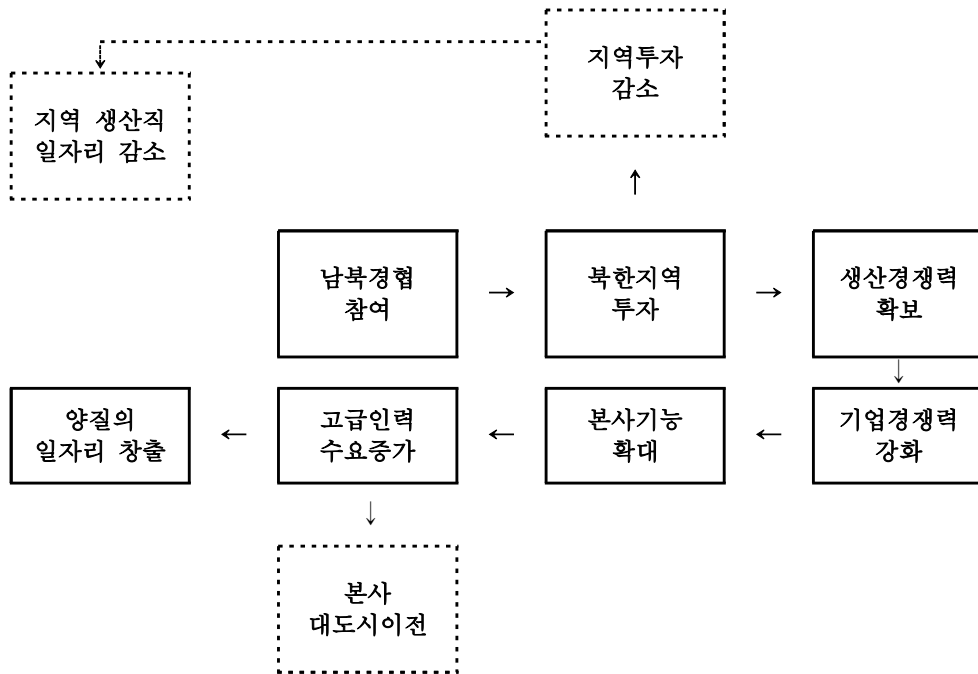 지역투자
감소
지역 생산직
일자리 감소
남북경협
참여
북한지역
투자
생산경쟁력
확보
양질의
일자리 창출
고급인력
수요증가
본사기능
확대
기업경쟁력
강화
본사
대도시이전